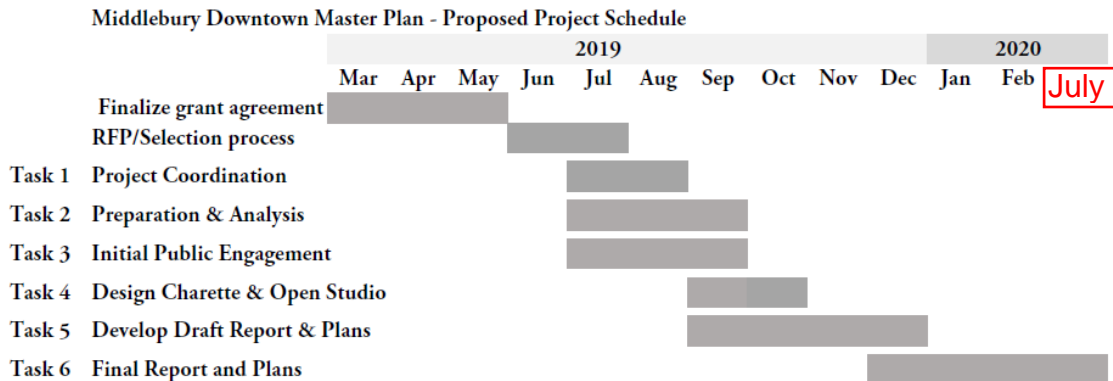 Middlebury Downtown Master Plan - Proposed Project Schedule
2019 2020
Mar Apr May Jun Jul Aug Sep Oct Nov Dec Jan Feb July
Finalize grant agreement
RFP/Selection process
Task 1 Project Coordination
Task 2 Preparation & Analysis
Task 3 Initial Public Engagement
Task 4 Design Charette & Open Studio
Task 5 Develop Draft Report & Plans
Task 6 Final Report and Plans